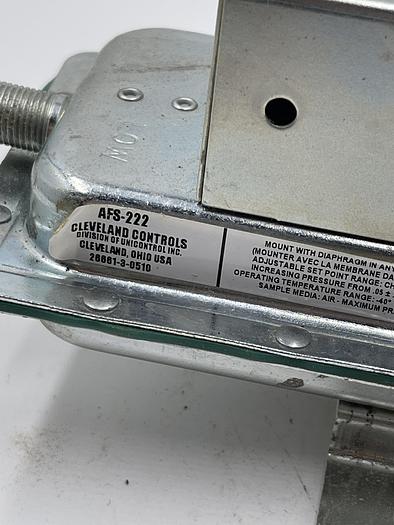 LOW
AFS-222
CLEVELAND CONTROLS
DIVISION OF UNICONTROL INC.
CLEVELAND, OHIO USA
26661-3-0510
MOUNT WITH DIAPHRAGM IN ANY
(MOUNTER AVEC LA MEMBRANE DA
ADJUSTABLE SET POINT RANGE: CH
INCREASING PRESSURE FROM .05 ±
OPERATING TEMPERATURE RANGE: -40°
SAMPLE MEDIA: AIR - MAXIMUM PR